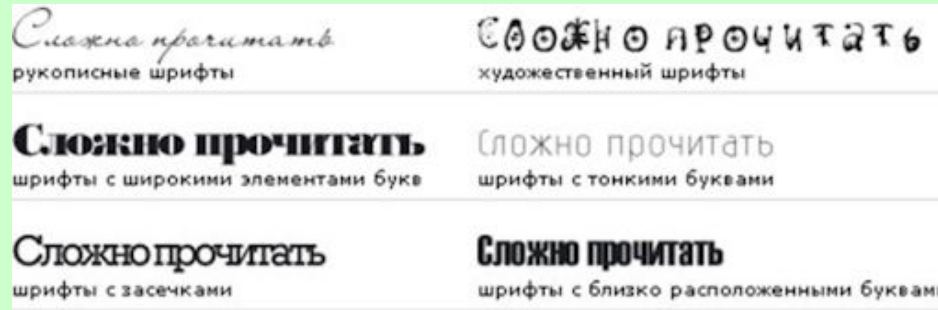 Сложно прочитать
рукописные шрифты
Сложно прочитать
художественный шрифты
Сложно прочитать
шрифты с широкими элементами букв
Сложно прочитать
шрифты с тонкими буквами
Сложно прочитать
шрифты с засечками
Сложно прочитать
шрифты с близко расположенными буквами